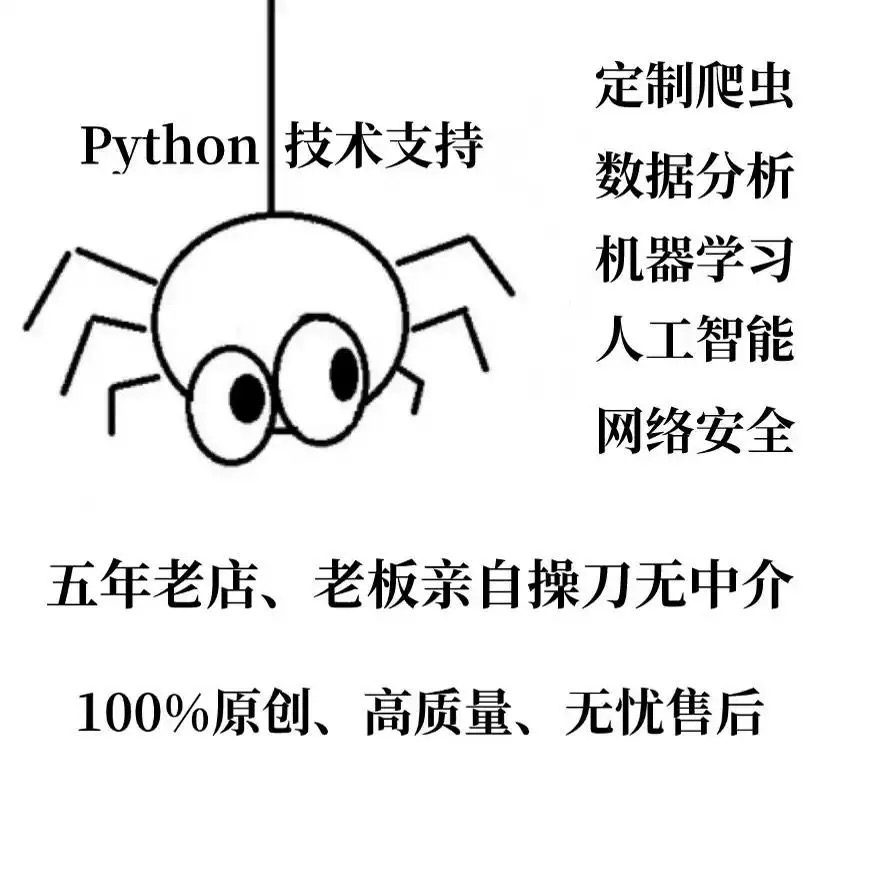 Python 技术支持
定制爬虫
数据分析
机器学习
人工智能
网络安全
五年老店、老板亲自操刀无中介
100%原创、高质量、无忧售后